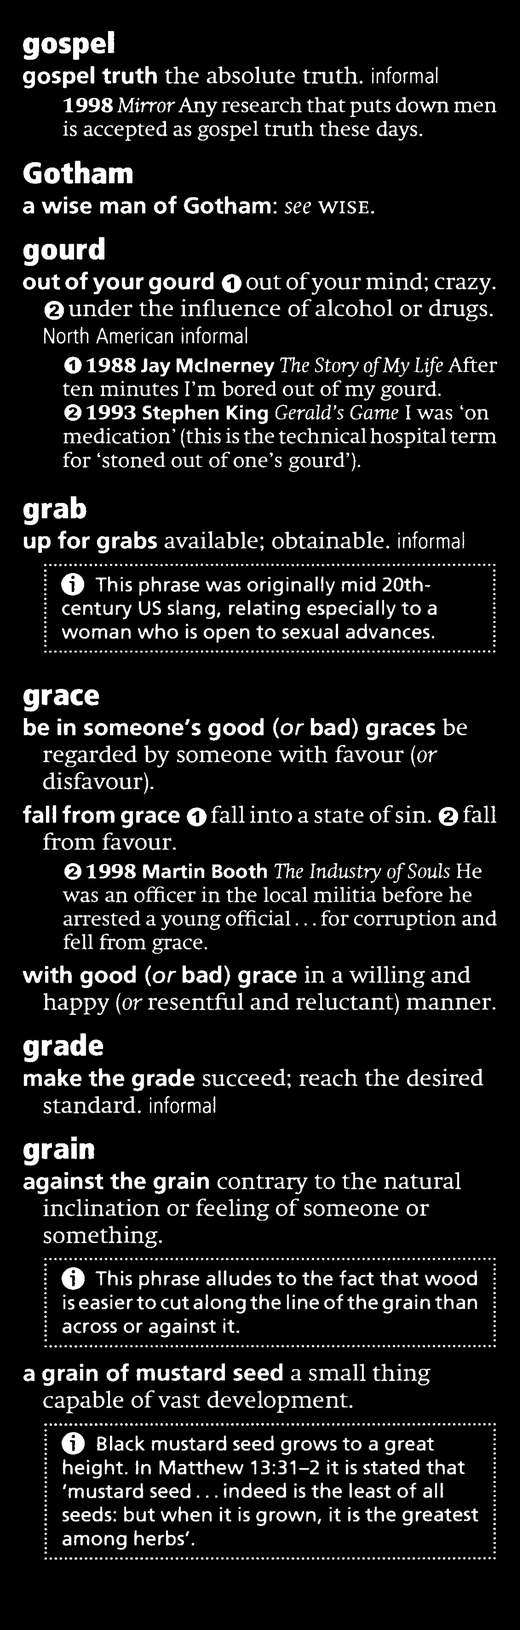 gospel
gospel truth the absolute truth. informal
1998 Mirror Any research that puts down men
is accepted as gospel truth these days.
Gotham
a wise man of Gotham: see WISE.
gourd
out of your gourd ❶ out of your mind; crazy.
❷ under the influence of alcohol or drugs.
North American informal
❶ 1988 Jay McInerney The Story of My Life After
ten minutes I'm bored out of my gourd.
❷ 1993 Stephen King Gerald's Game I was 'on
medication' (this is the technical hospital term
for 'stoned out of one's gourd').
grab
up for grabs available; obtainable. informal
ⓘ This phrase was originally mid 20th-
century US slang, relating especially to a
woman who is open to sexual advances.
grace
be in someone's good (or bad) graces be
regarded by someone with favour (or
disfavour).
fall from grace ❶ fall into a state of sin. ❷ fall
from favour.
❷ 1998 Martin Booth The Industry of Souls He
was an officer in the local militia before he
arrested a young official ... for corruption and
fell from grace.
with good (or bad) grace in a willing and
happy (or resentful and reluctant) manner.
grade
make the grade succeed; reach the desired
standard. informal
grain
against the grain contrary to the natural
inclination or feeling of someone or
something.
ⓘ This phrase alludes to the fact that wood
is easier to cut along the line of the grain than
across or against it.
a grain of mustard seed a small thing
capable of vast development.
ⓘ Black mustard seed grows to a great
height. In Matthew 13:31–2 it is stated that
'mustard seed ... indeed is the least of all
seeds: but when it is grown, it is the greatest
among herbs'.